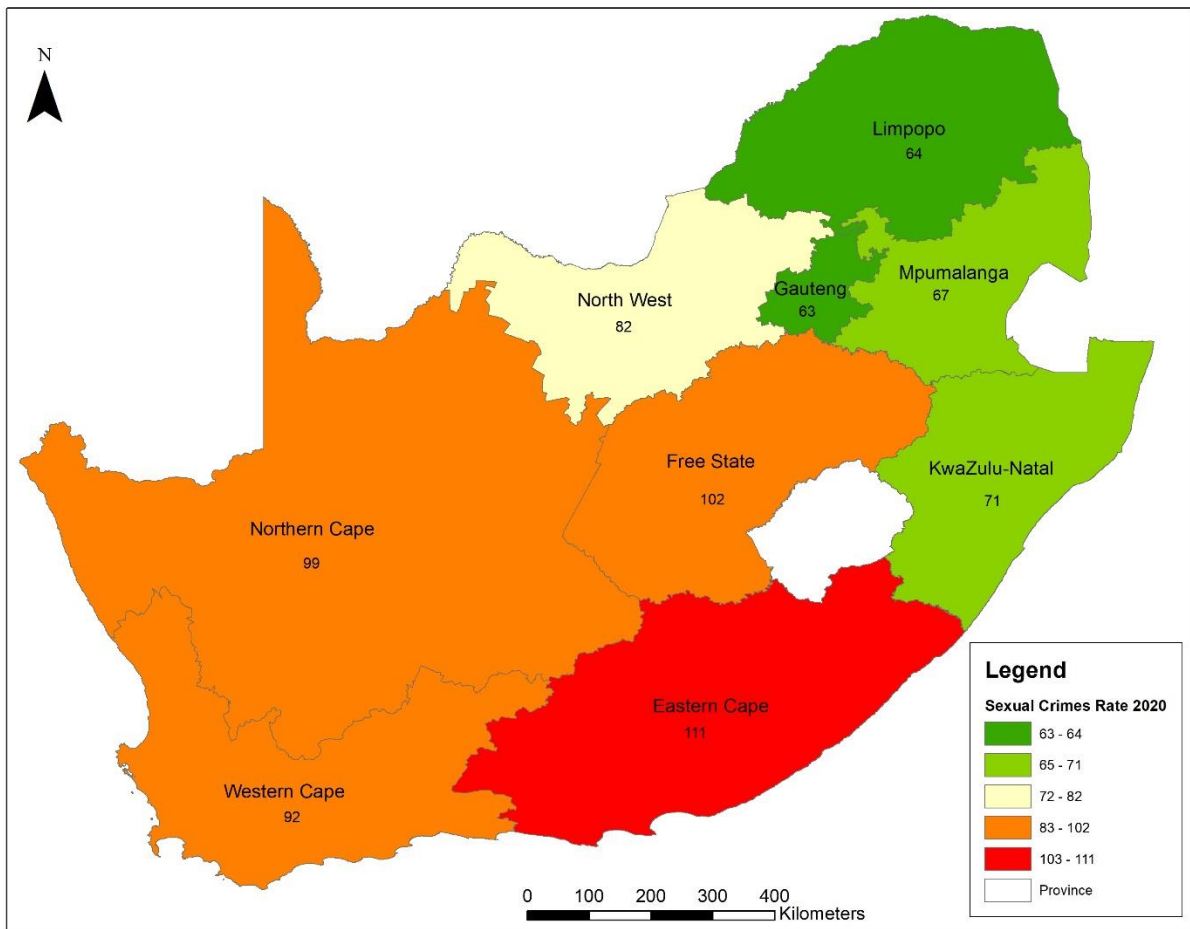 N
Limpopo
64
Mpumalanga
67
Gauteng
63
North West
82
Free State
102
KwaZulu-Natal
71
Northern Cape
99
Eastern Cape
111
Western Cape
92
Legend
Sexual Crimes Rate 2020
63 - 64
65 - 71
72 - 82
83 - 102
103 - 111
Province
0 100 200 300 400
Kilometers